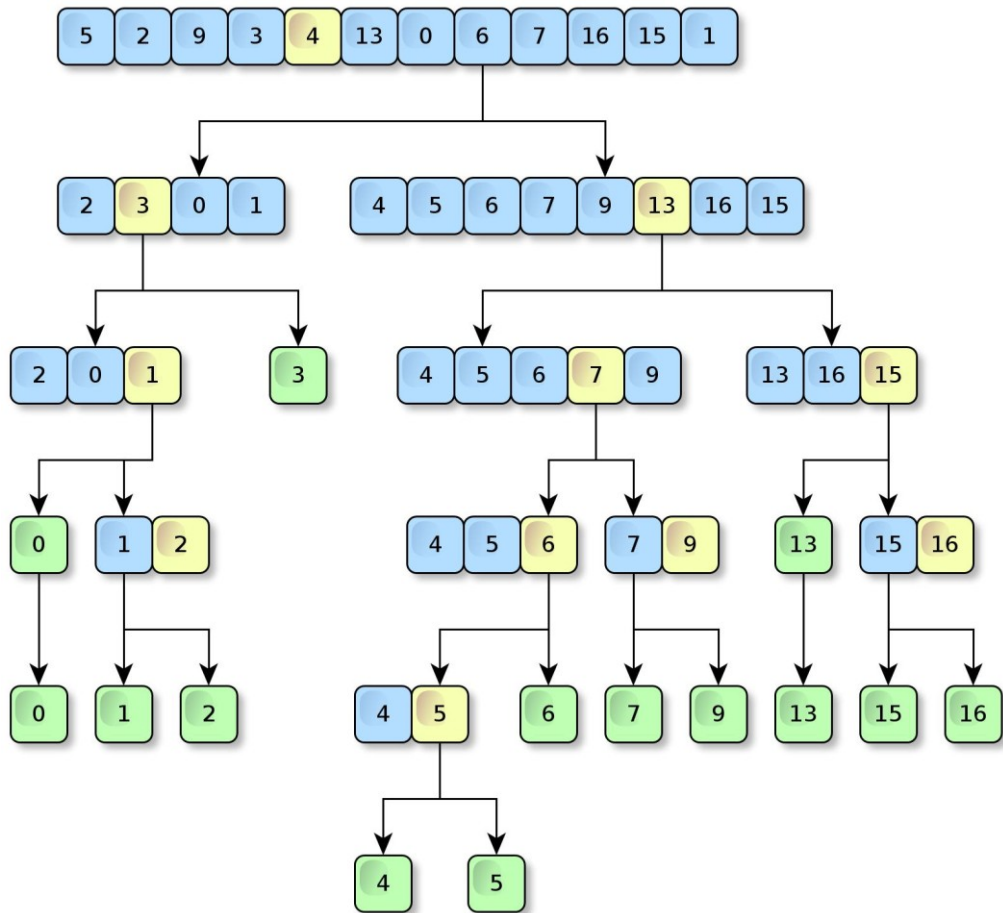 5 2 9 3 4 13 0 6 7 16 15 1
2 3 0 1 4 5 6 7 9 13 16 15
2 0 1 3 4 5 6 7 9 13 16 15
0 1 2 4 5 6 7 9 13 15 16
0 1 2 4 5 6 7 9 13 15 16
4 5